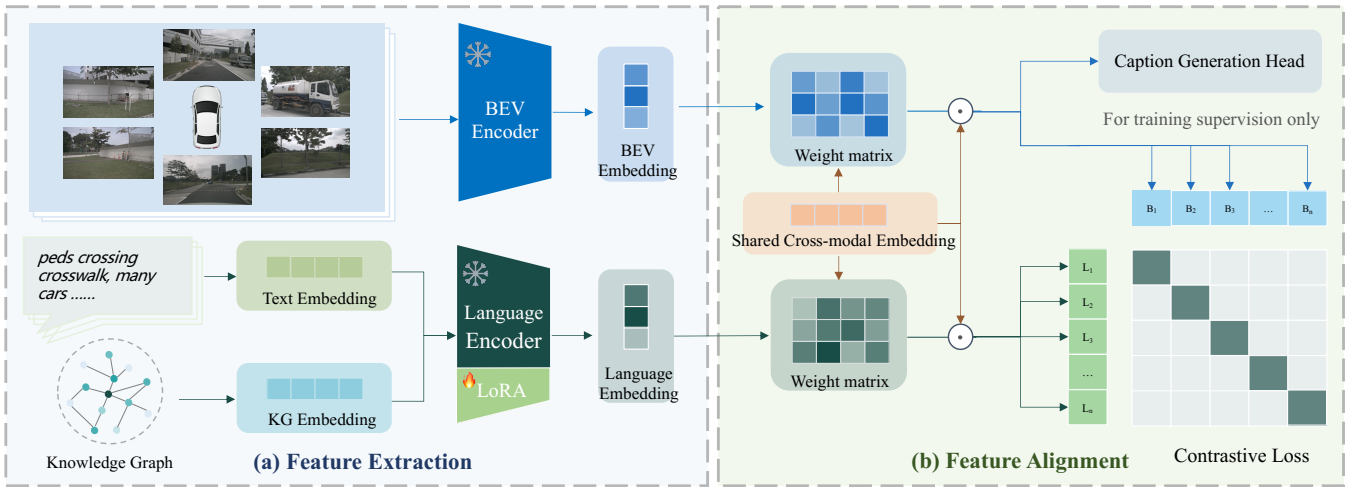 BEV
Encoder
BEV
Embedding
peds crossing
crosswalk, many
cars ......
Text Embedding
Language
Encoder
LoRA
Language
Embedding
KG Embedding
Knowledge Graph
(a) Feature Extraction
Weight matrix
Shared Cross-modal Embedding
Weight matrix
Caption Generation Head
For training supervision only
B₁ B₂ B₃ ... Bₙ
L₁
L₂
L₃
...
Lₙ
(b) Feature Alignment
Contrastive Loss